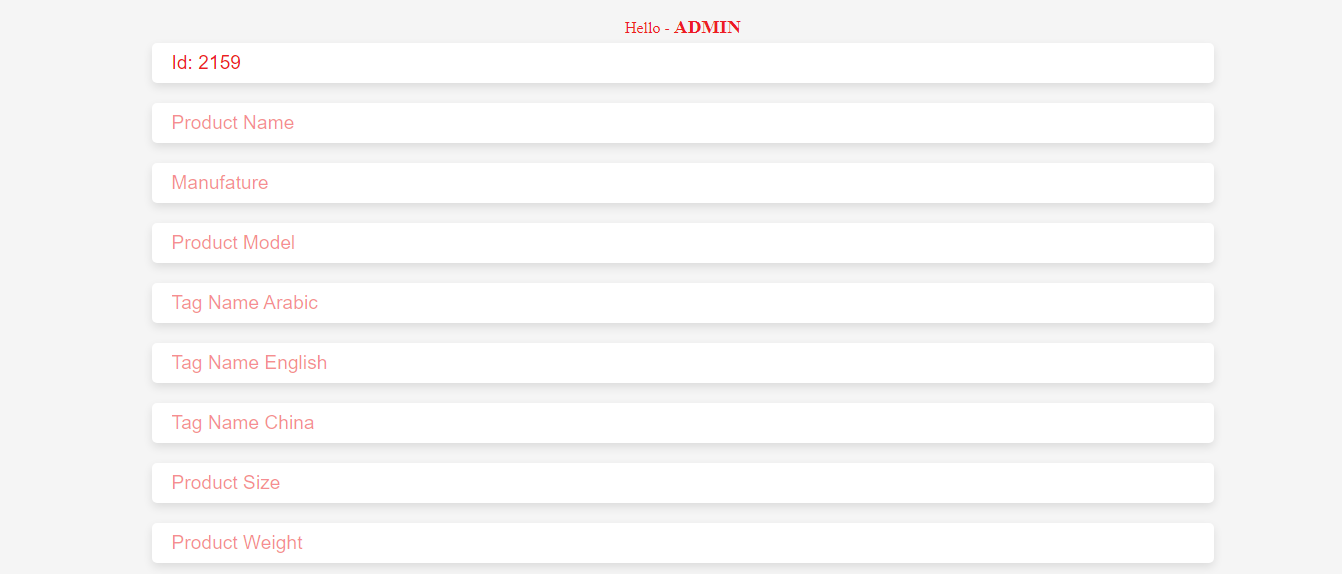 Hello - ADMIN
Id: 2159
Product Name
Manufature
Product Model
Tag Name Arabic
Tag Name English
Tag Name China
Product Size
Product Weight